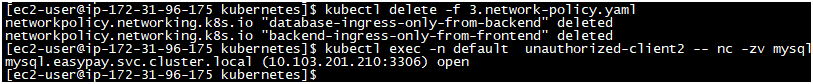 [ec2-user@ip-172-31-96-175 kubernetes]$ kubectl delete -f 3.network-policy.yaml
networkpolicy.networking.k8s.io "database-ingress-only-from-backend" deleted
networkpolicy.networking.k8s.io "backend-ingress-only-from-frontend" deleted
[ec2-user@ip-172-31-96-175 kubernetes]$ kubectl exec -n default  unauthorized-client2 -- nc -zv mysql
mysql.easypay.svc.cluster.local (10.103.201.210:3306) open
[ec2-user@ip-172-31-96-175 kubernetes]$